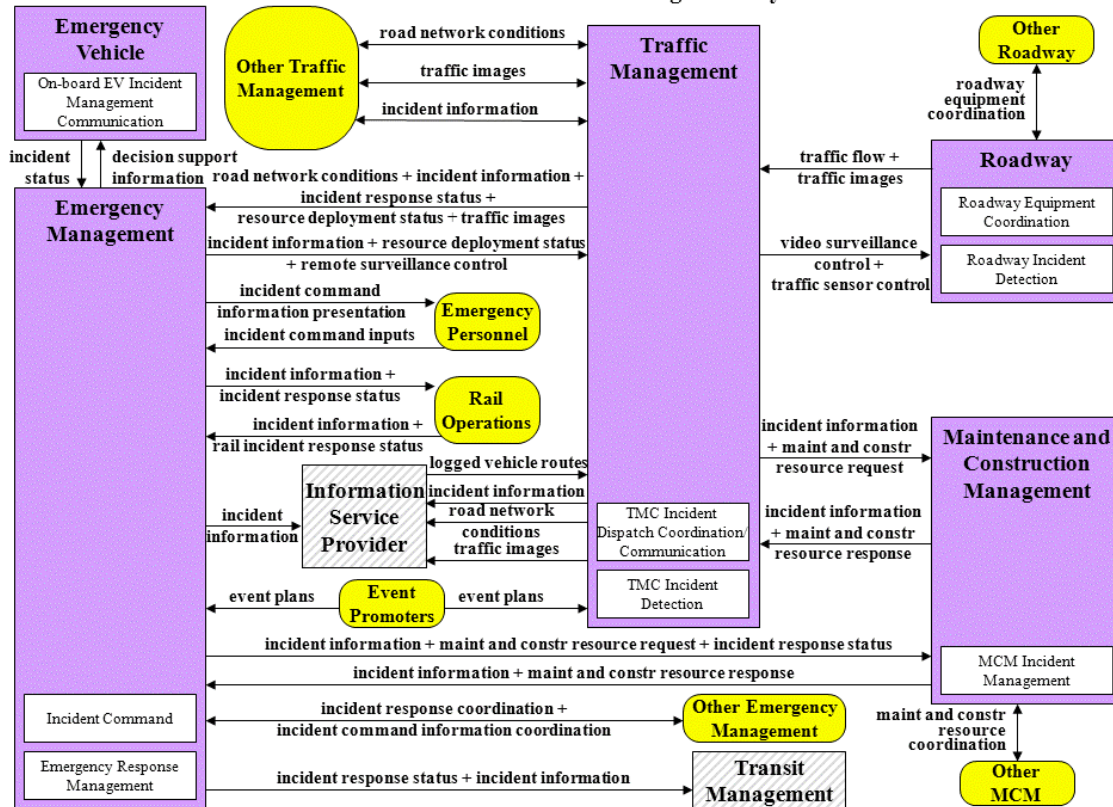 Emergency
Vehicle
On-board EV Incident
Management
Communication
incident
status
decision support
information
Other Traffic
Management
road network conditions
traffic images
incident information
Traffic
Management
Other
Roadway
roadway
equipment
coordination
traffic flow +
traffic images
Roadway
Roadway Equipment
Coordination
Roadway Incident
Detection
video surveillance
control +
traffic sensor control
Emergency
Management
road network conditions + incident information +
incident response status +
resource deployment status + traffic images
incident information + resource deployment status
+ remote surveillance control
incident command
information presentation
incident command inputs
Emergency
Personnel
incident information +
incident response status
incident information +
rail incident response status
Rail
Operations
logged vehicle routes
incident information
road network
conditions
traffic images
Information
Service
Provider
incident
information
TMC Incident
Dispatch Coordination/
Communication
TMC Incident
Detection
incident information
+ maint and constr
resource request
incident information
+ maint and constr
resource response
Maintenance and
Construction
Management
event plans
Event
Promoters
event plans
incident information + maint and constr resource request + incident response status
incident information + maint and constr resource response
MCM Incident
Management
Incident Command
incident response coordination +
incident command information coordination
Other Emergency
Management
maint and constr
resource
coordination
Emergency Response
Management
incident response status + incident information
Transit
Management
Other
MCM